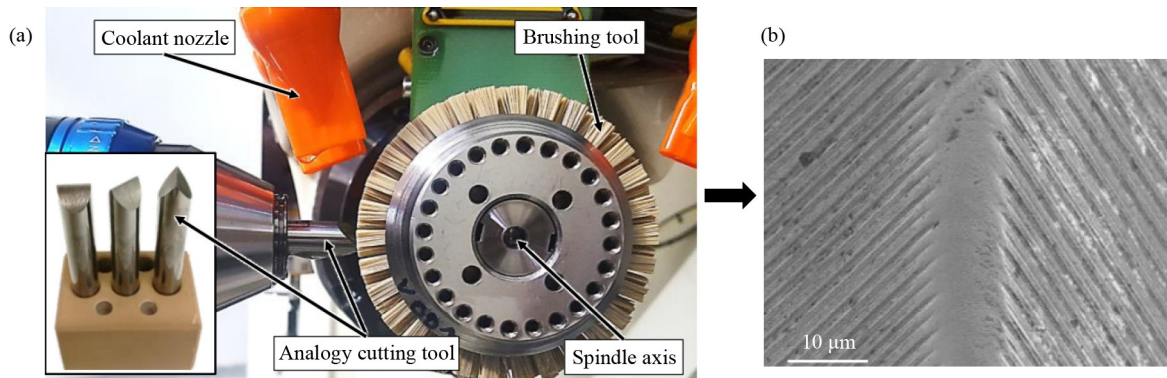 (a)
Coolant nozzle
Brushing tool
Analogy cutting tool
Spindle axis
(b)
10 μm